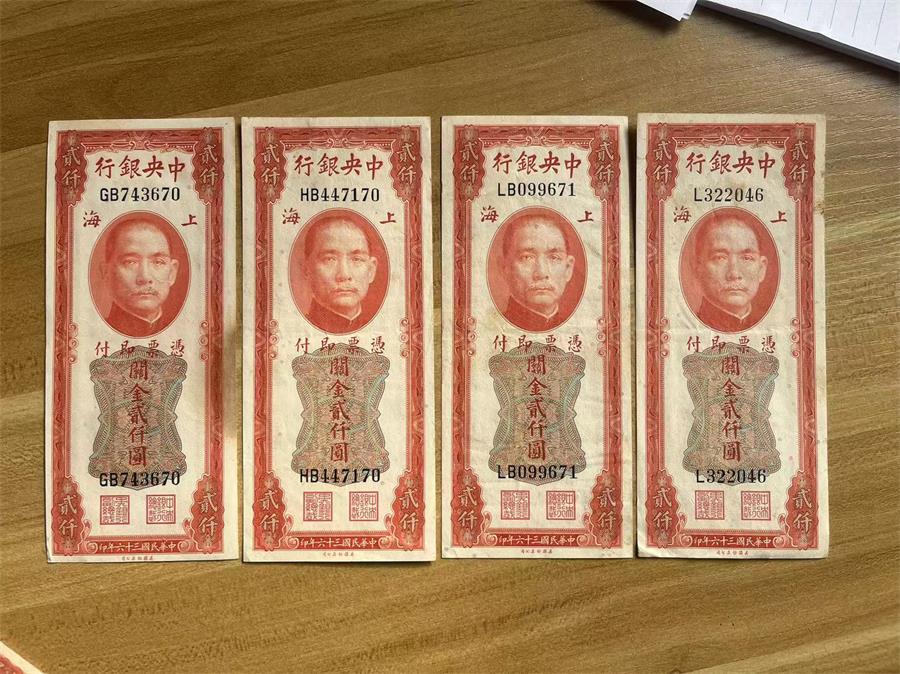 貳仟 中央銀行 貳仟
GB743670
上海
憑票即付
關金貳仟圓
GB743670
貳仟 貳仟
中華民國三十六年印
貳仟 中央銀行 貳仟
HB447170
上海
憑票即付
關金貳仟圓
HB447170
貳仟 貳仟
中華民國三十六年印
貳仟 中央銀行 貳仟
LB099671
上海
憑票即付
關金貳仟圓
LB099671
貳仟 貳仟
中華民國三十六年印
貳仟 中央銀行 貳仟
L322046
上海
憑票即付
關金貳仟圓
L322046
貳仟 貳仟
中華民國三十六年印